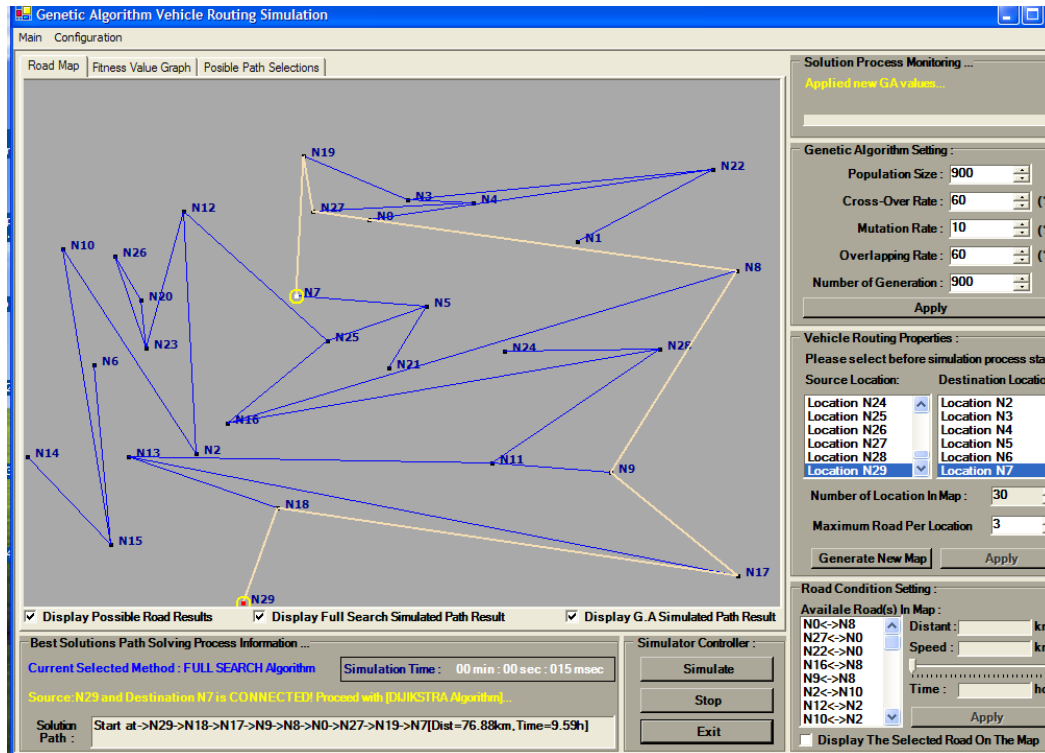 Genetic Algorithm Vehicle Routing Simulation
Main Configuration
Road Map Fitness Value Graph Posible Path Selections
N19
N22
N3
N4
N12
N27
N0
N1
N10
N26
N8
N20
N7
N5
N23
N25
N24
N28
N6
N21
N16
N14
N13
N2
N11
N9
N18
N15
N17
N29
Display Possible Road Results Display Full Search Simulated Path Result Display G.A Simulated Path Result
Best Solutions Path Solving Process Information ...
Current Selected Method : FULL SEARCH Algorithm Simulation Time : 00 min : 00 sec : 015 msec
Source:N29 and Destination N7 is CONNECTED! Proceed with [DIJIKSTRA Algorithm]...
Solution Path : Start at->N29->N18->N17->N9->N8->N0->N27->N19->N7[Dist=76.88km,Time=9.59h]
Simulator Controller :
Simulate
Stop
Exit
Solution Process Monitoring ...
Applied new GA values...
Genetic Algorithm Setting :
Population Size : 900
Cross-Over Rate : 60
Mutation Rate : 10
Overlapping Rate : 60
Number of Generation : 900
Apply
Vehicle Routing Properties :
Please select before simulation process
Source Location: Destination
Location N24 Location N2
Location N25 Location N3
Location N26 Location N4
Location N27 Location N5
Location N28 Location N6
Location N29 Location N7
Number of Location In Map : 30
Maximum Road Per Location 3
Generate New Map Apply
Road Condition Setting :
Availale Road(s) In Map :
N0<->N8
N27<->N0
N22<->N0
N16<->N8
N9<->N8
N2<->N10
N12<->N2
N10<->N2
Distant :
Speed :
Time :
Apply
Display The Selected Road On The Map